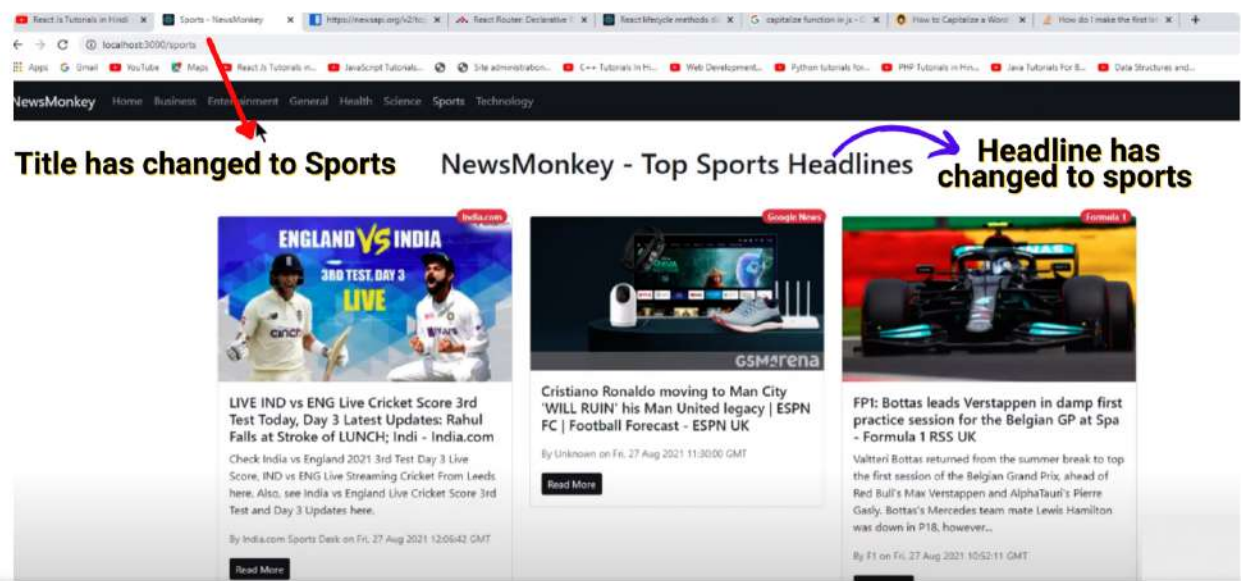 React Js Tutorials in Hindi
Sports - NewsMonkey
https://newsapi.org/v2/to
React Router: Declarative
React lifecycle methods di
capitalize function in js - G
How to Capitalize a Word
How do I make the first let
localhost:3000/sports
Apps Gmail YouTube Maps React Js Tutorials in... JavaScript Tutorials... Site administration... C++ Tutorials In Hi... Web Development... Python tutorials for... PHP Tutorials in Hin... Java Tutorials For B... Data Structures and...
NewsMonkey Home Business Entertainment General Health Science Sports Technology
Title has changed to Sports
NewsMonkey - Top Sports Headlines
Headline has
changed to sports
India.com
ENGLAND VS INDIA
3RD TEST, DAY 3
LIVE
cinch
LIVE IND vs ENG Live Cricket Score 3rd
Test Today, Day 3 Latest Updates: Rahul
Falls at Stroke of LUNCH; Indi - India.com
Check India vs England 2021 3rd Test Day 3 Live
Score, IND vs ENG Live Streaming Cricket From Leeds
here. Also, see India vs England Live Cricket Score 3rd
Test and Day 3 Updates here.
By India.com Sports Desk on Fri, 27 Aug 2021 12:06:42 GMT
Read More
Google News
GSMArena
Cristiano Ronaldo moving to Man City
'WILL RUIN' his Man United legacy | ESPN
FC | Football Forecast - ESPN UK
By Unknown on Fri, 27 Aug 2021 11:30:00 GMT
Read More
Formula 1
FP1: Bottas leads Verstappen in damp first
practice session for the Belgian GP at Spa
- Formula 1 RSS UK
Valtteri Bottas returned from the summer break to top
the first session of the Belgian Grand Prix, ahead of
Red Bull's Max Verstappen and AlphaTauri's Pierre
Gasly. Bottas's Mercedes team mate Lewis Hamilton
was down in P18, however...
By F1 on Fri, 27 Aug 2021 10:52:11 GMT